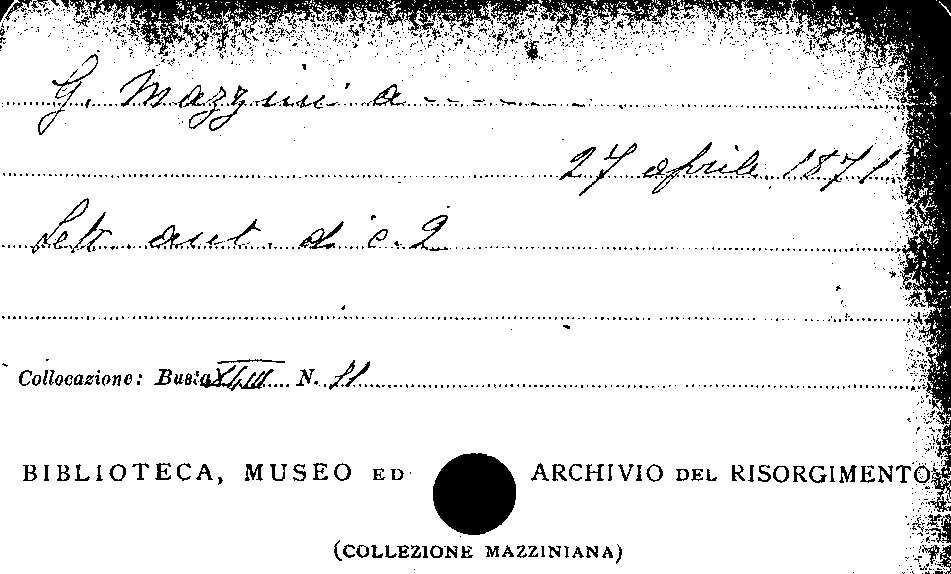 G. Mazzini a - - - - - -
27 aprile 1871
Lett. aut. di c. 2
Collocazione: Busta XLIII N. 11
BIBLIOTECA, MUSEO ED ARCHIVIO DEL RISORGIMENTO
(COLLEZIONE MAZZINIANA)